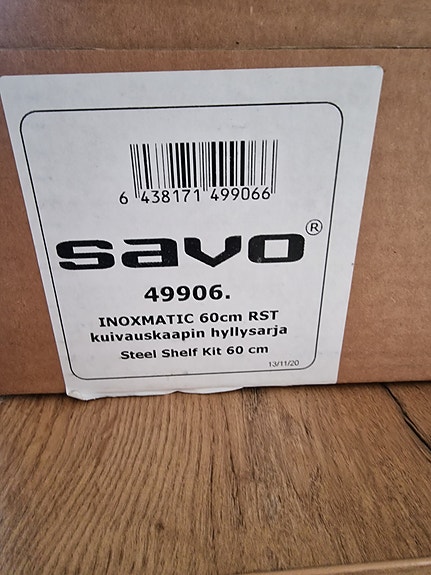 6 438171 499066
savo®
49906.
INOXMATIC 60cm RST
kuivauskaapin hyllysarja
Steel Shelf Kit 60 cm
13/11/20